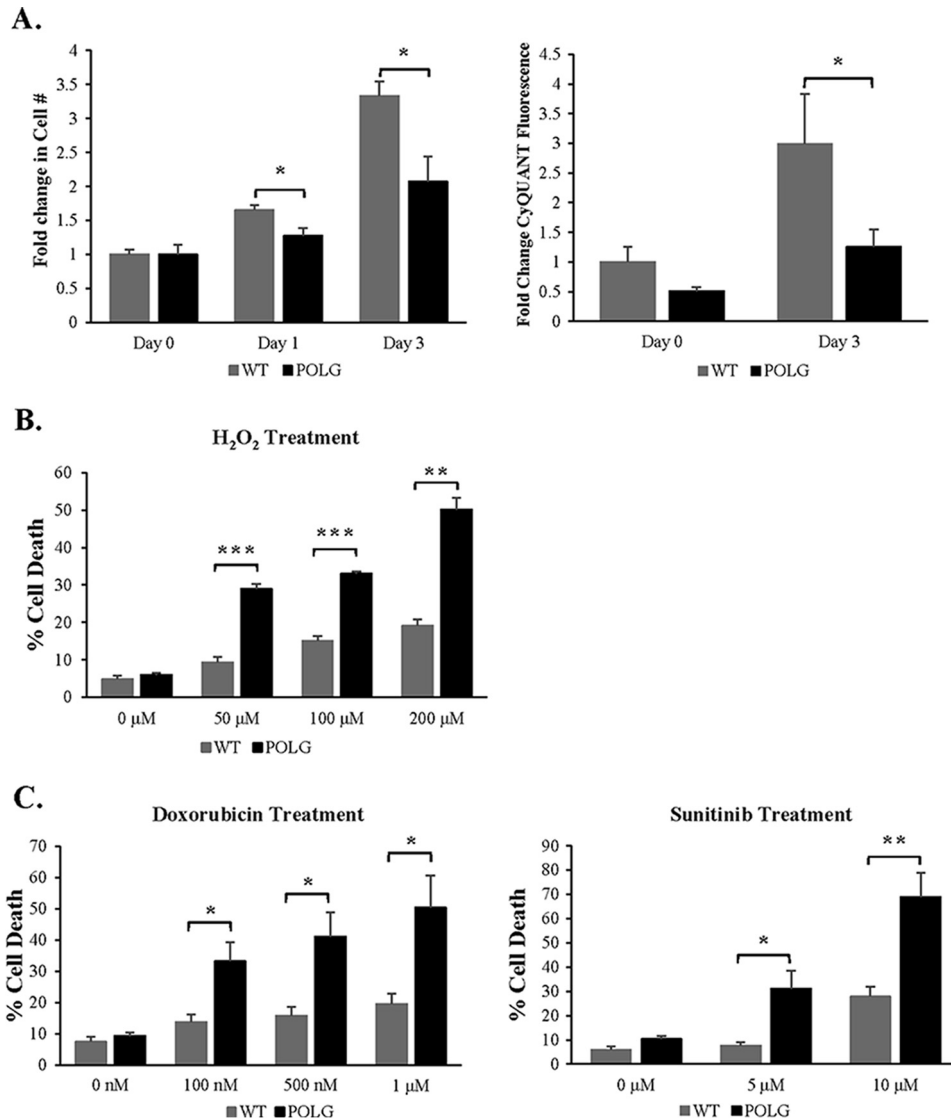 A.
Fold change in Cell #
4
3.5
3
2.5
2
1.5
1
0.5
0
*
*
Day 0 Day 1 Day 3
WT POLG
Fold Change CyQUANT Fluorescence
4.5
4
3.5
3
2.5
2
1.5
1
0.5
0
*
Day 0 Day 3
WT POLG
B.
H₂O₂ Treatment
% Cell Death
60
50
40
30
20
10
0
***
***
**
0 µM 50 µM 100 µM 200 µM
WT POLG
C.
Doxorubicin Treatment
% Cell Death
70
60
50
40
30
20
10
0
*
*
*
0 nM 100 nM 500 nM 1 µM
WT POLG
Sunitinib Treatment
% Cell Death
90
80
70
60
50
40
30
20
10
0
*
**
0 µM 5 µM 10 µM
WT POLG